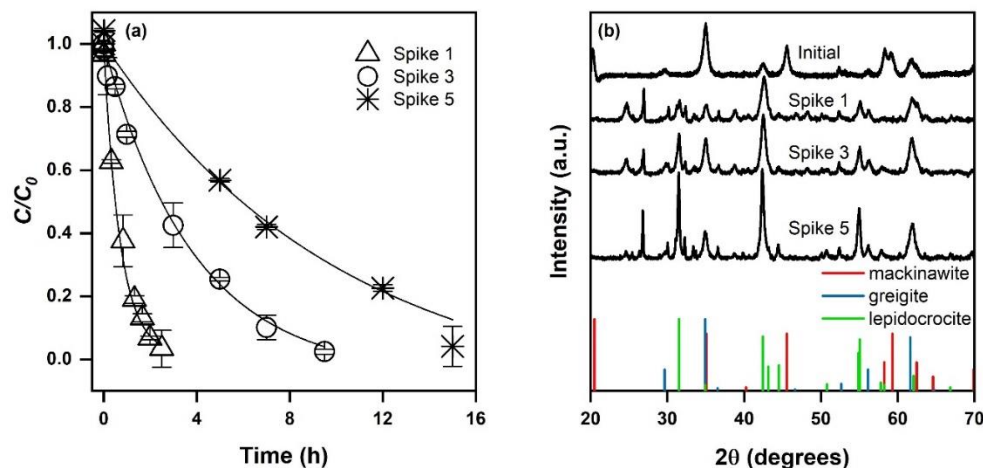 (a)
Spike 1
Spike 3
Spike 5
C/C0
1.0
0.8
0.6
0.4
0.2
0.0
0 4 8 12 16
Time (h)
(b)
Initial
Spike 1
Spike 3
Spike 5
mackinawite
greigite
lepidocrocite
Intensity (a.u.)
20 30 40 50 60 70
2θ (degrees)